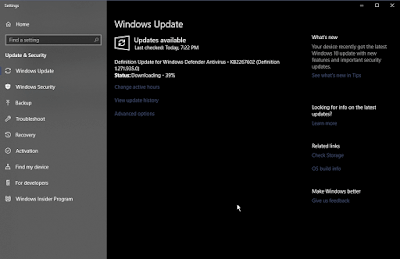 Settings
Home
Find a setting
Update & Security
Windows Update
Windows Security
Backup
Troubleshoot
Recovery
Activation
Find my device
For developers
Windows Insider Program
Windows Update
Updates available
Last checked: Today, 7:22 PM
Definition Update for Windows Defender Antivirus - KB2267602 (Definition
1.271.935.0)
Status: Downloading - 39%
Change active hours
View update history
Advanced options
What's new
Your device recently got the latest
Windows 10 update with new
features and important security
updates.
See what's new in Tips
Looking for info on the latest
updates?
Learn more
Related links
Check Storage
OS build info
Make Windows better
Give us feedback